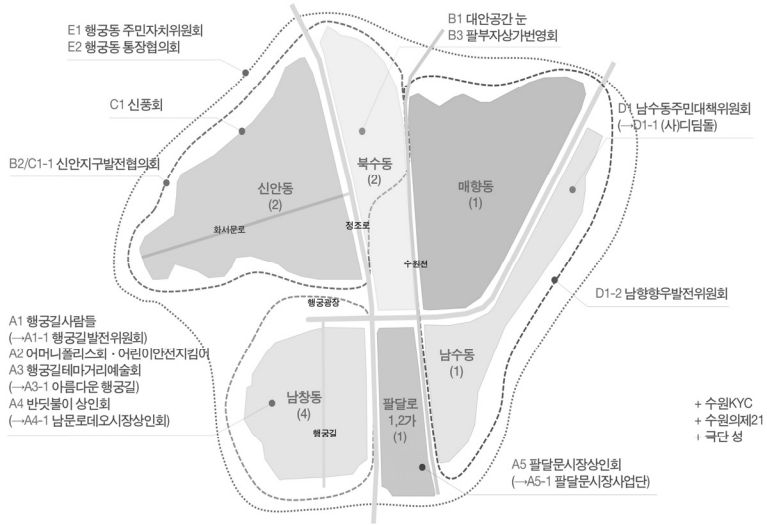 E1 행궁동 주민자치위원회
E2 행궁동 통장협의회
B1 대안공간 눈
B3 팔부자상가번영회
C1 신풍회
D1 남수동주민대책위원회
(→D1-1 (사)디딤돌)
B2/C1-1 신안지구발전협의회
신안동
(2)
북수동
(2)
매향동
(1)
화서문로
정조로
수원천
D1-2 남향향우발전위원회
행궁광장
A1 행궁길사람들
(→A1-1 행궁길발전위원회)
A2 어머니폴리스회·어린이안전지킴이
A3 행궁길테마거리예술회
(→A3-1 아름다운 행궁길)
A4 반딧불이 상인회
(→A4-1 남문로데오시장상인회)
남창동
(4)
행궁길
팔달로
1,2가
(1)
남수동
(1)
A5 팔달문시장상인회
(→A5-1 팔달문시장사업단)
+ 수원KYC
+ 수원의제21
+ 극단 성